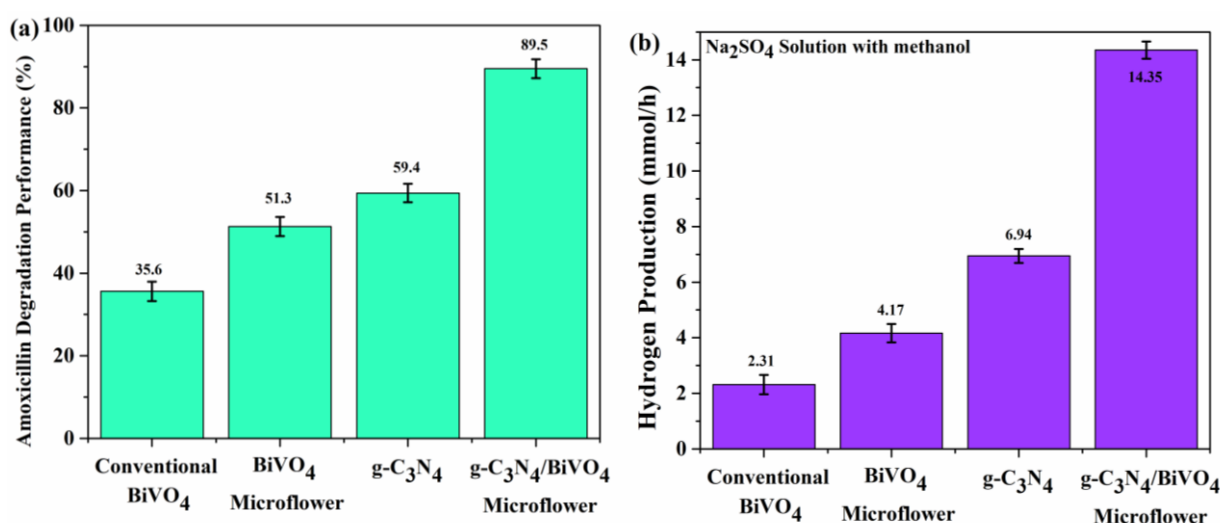 (a)
Amoxicillin Degradation Performance (%)
100
80
60
40
20
0
35.6
51.3
59.4
89.5
Conventional
BiVO4
BiVO4
Microflower
g-C3N4
g-C3N4/BiVO4
Microflower
(b)
Na2SO4 Solution with methanol
Hydrogen Production (mmol/h)
14
12
10
8
6
4
2
0
2.31
4.17
6.94
14.35
Conventional
BiVO4
BiVO4
Microflower
g-C3N4
g-C3N4/BiVO4
Microflower